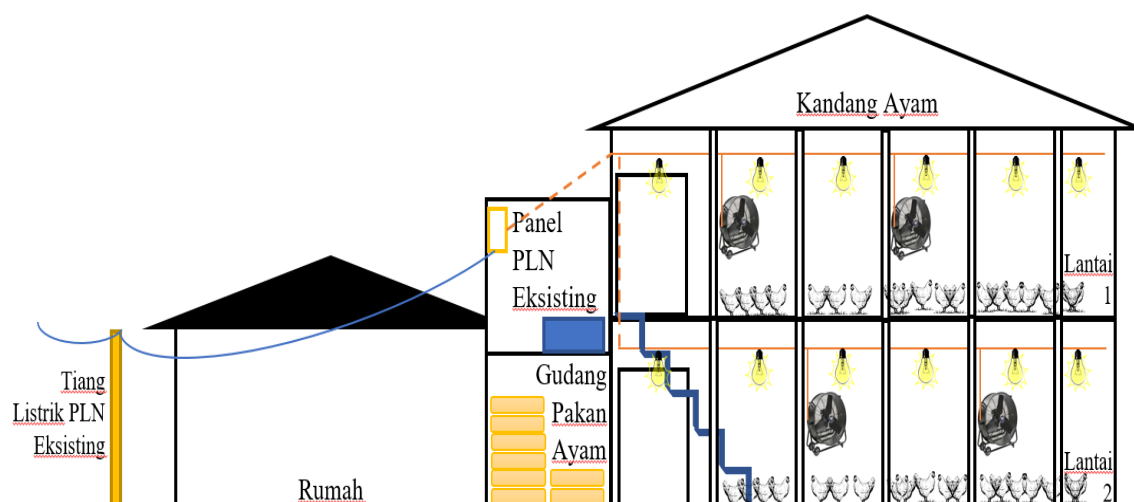 Kandang Ayam
Panel
PLN
Eksisting
Lantai
1
Tiang
Listrik PLN
Eksisting
Gudang
Pakan
Ayam
Lantai
2
Rumah